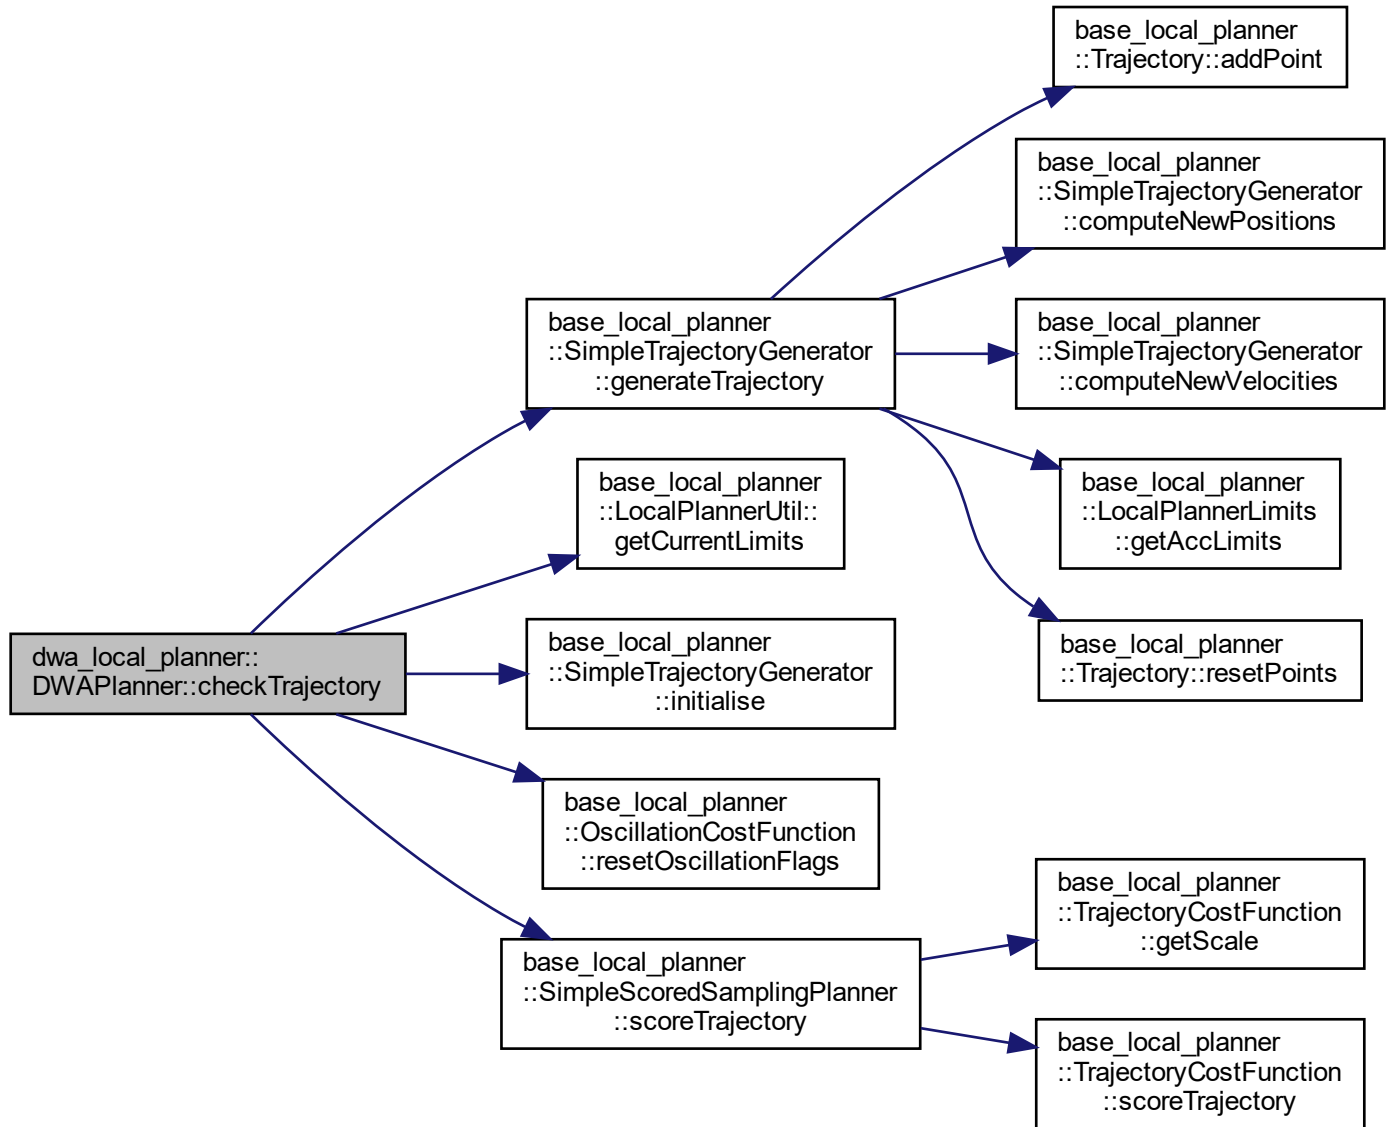 base_local_planner
::Trajectory::addPoint
base_local_planner
::SimpleTrajectoryGenerator
::computeNewPositions
base_local_planner
::SimpleTrajectoryGenerator
::generateTrajectory
base_local_planner
::SimpleTrajectoryGenerator
::computeNewVelocities
base_local_planner
::LocalPlannerUtil::
getCurrentLimits
base_local_planner
::LocalPlannerLimits
::getAccLimits
dwa_local_planner::
DWAPlanner::checkTrajectory
base_local_planner
::SimpleTrajectoryGenerator
::initialise
base_local_planner
::Trajectory::resetPoints
base_local_planner
::OscillationCostFunction
::resetOscillationFlags
base_local_planner
::SimpleScoredSamplingPlanner
::scoreTrajectory
base_local_planner
::TrajectoryCostFunction
::getScale
base_local_planner
::TrajectoryCostFunction
::scoreTrajectory